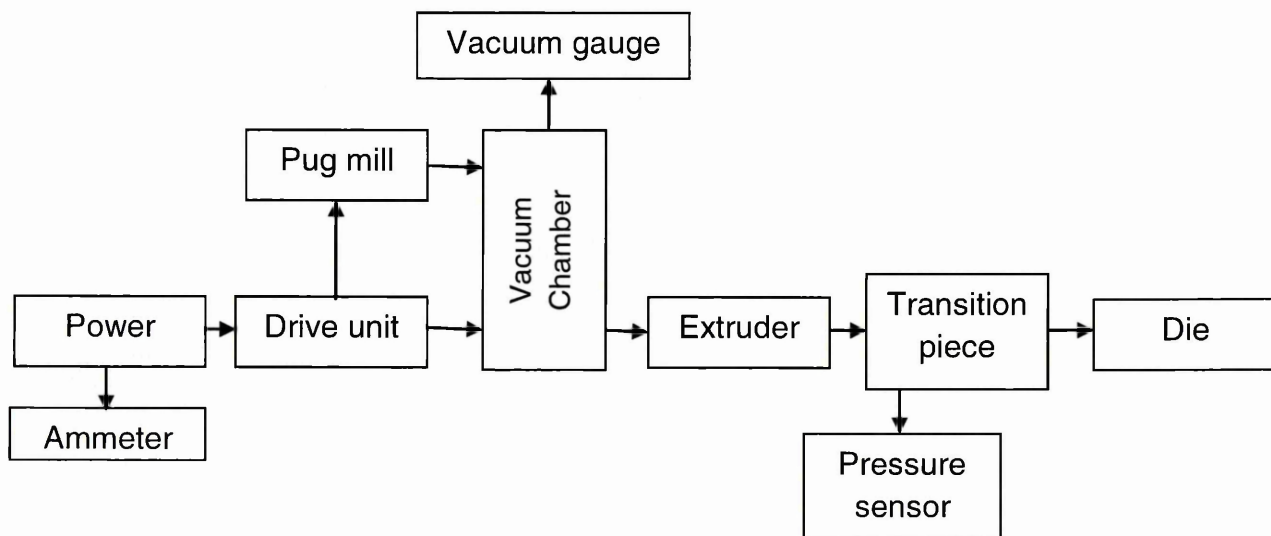 Vacuum gauge
Pug mill
Vacuum
Chamber
Power
Drive unit
Extruder
Transition
piece
Die
Ammeter
Pressure
sensor